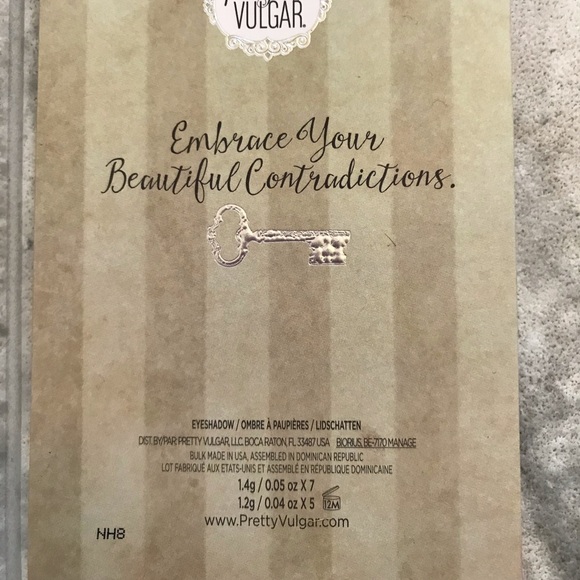 VULGAR®
Embrace Your
Beautiful Contradictions.
EYESHADOW / OMBRE À PAUPIÈRES / LIDSCHATTEN
DIST. BY/PAR: PRETTY VULGAR, LLC. BOCA RATON, FL 33487 USA BIORIUS, BE-7170 MANAGE
BULK MADE IN USA, ASSEMBLED IN DOMINICAN REPUBLIC
LOT FABRIQUÉ AUX ETATS-UNIS ET ASSEMBLÉ EN RÉPUBLIQUE DOMINICAINE
1.4g / 0.05 oz X 7
1.2g / 0.04 oz X 5 12M
www.PrettyVulgar.com
NH8